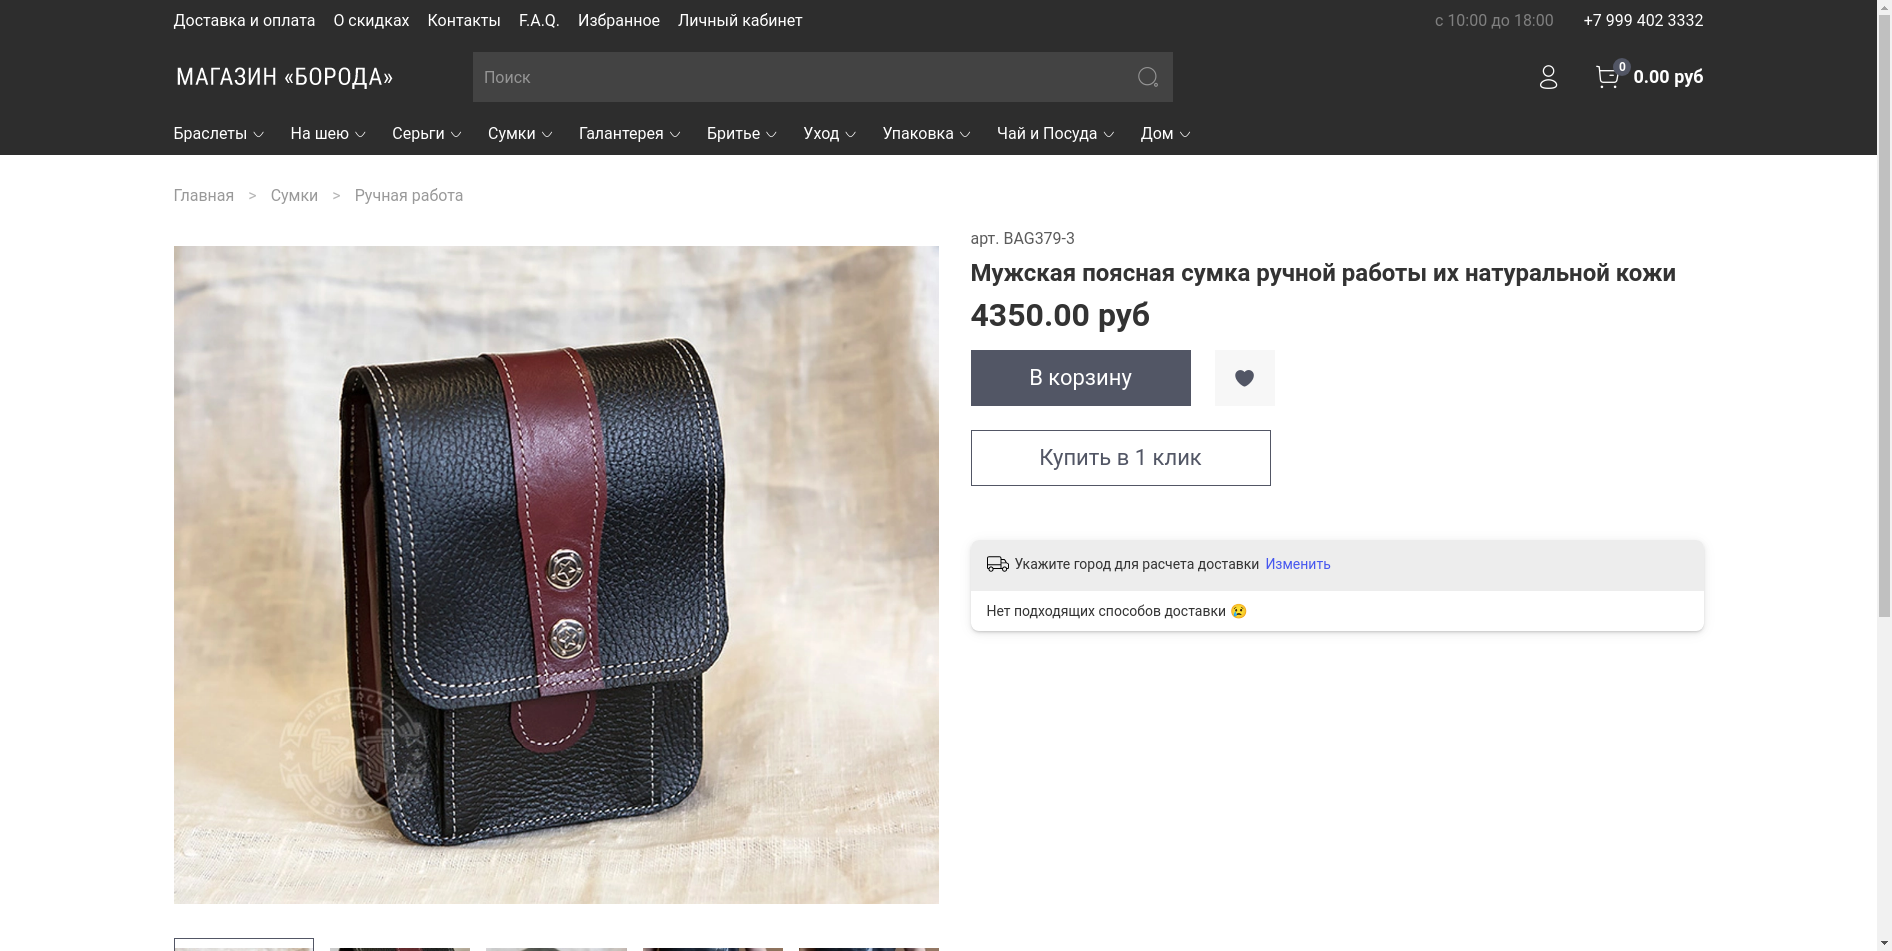 Доставка и оплата О скидках Контакты F.A.Q. Избранное Личный кабинет с 10:00 до 18:00 +7 999 402 3332
МАГАЗИН «БОРОДА» Поиск 0 0.00 руб
Браслеты На шею Серьги Сумки Галантерея Бритье Уход Упаковка Чай и Посуда Дом
Главная > Сумки > Ручная работа
арт. BAG379-3
Мужская поясная сумка ручной работы их натуральной кожи
4350.00 руб
В корзину
Купить в 1 клик
Укажите город для расчета доставки Изменить
Нет подходящих способов доставки 😢
МАСТЕРСКАЯ
БОРОДА